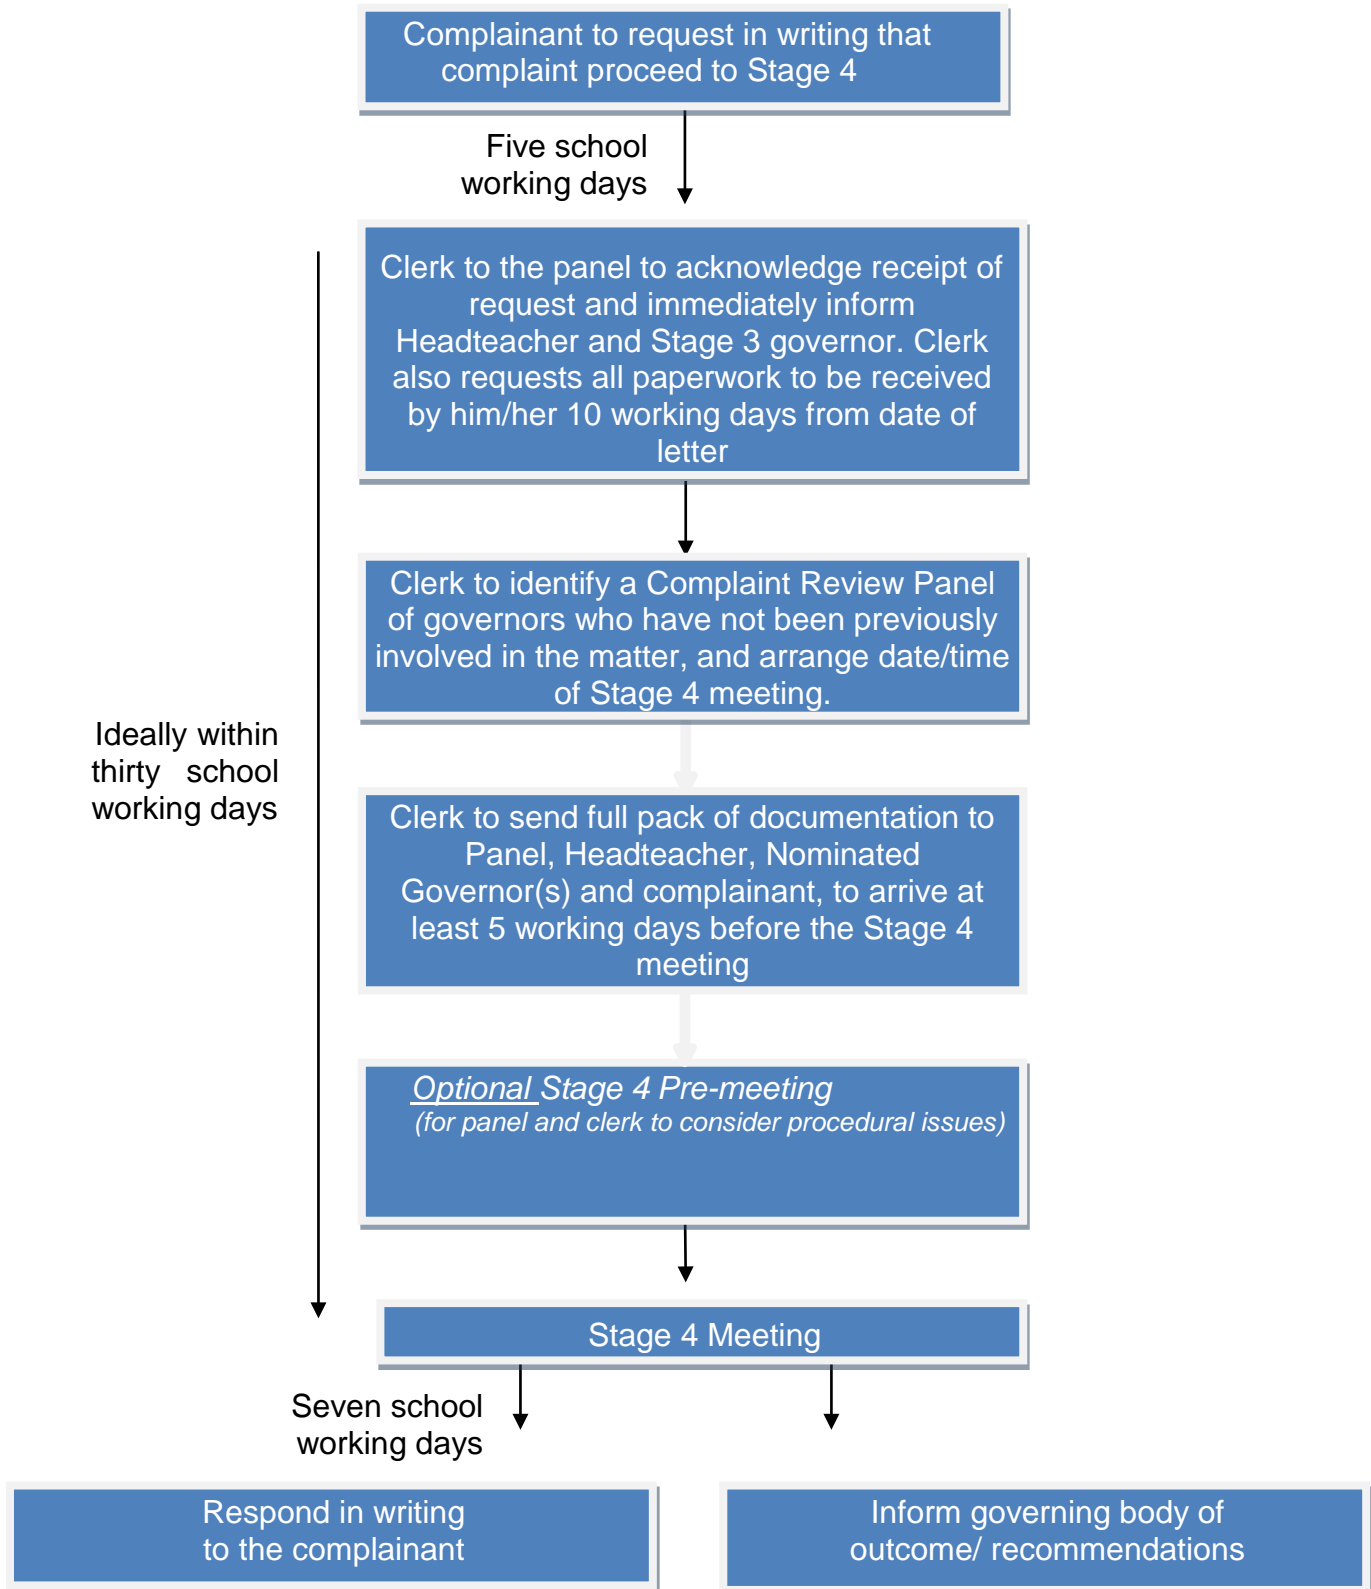 Complainant to request in writing that
complaint proceed to Stage 4
Five school
working days
Clerk to the panel to acknowledge receipt of
request and immediately inform
Headteacher and Stage 3 governor. Clerk
also requests all paperwork to be received
by him/her 10 working days from date of
letter
Clerk to identify a Complaint Review Panel
of governors who have not been previously
involved in the matter, and arrange date/time
of Stage 4 meeting.
Ideally within
thirty school
working days
Clerk to send full pack of documentation to
Panel, Headteacher, Nominated
Governor(s) and complainant, to arrive at
least 5 working days before the Stage 4
meeting
Optional Stage 4 Pre-meeting
(for panel and clerk to consider procedural issues)
Stage 4 Meeting
Seven school
working days
Respond in writing
to the complainant
Inform governing body of
outcome/ recommendations